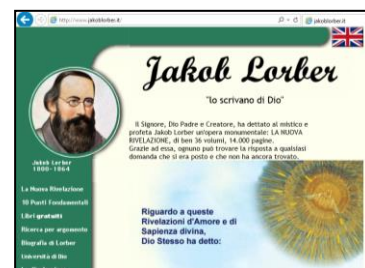 http://www.jakoblorber.it/
jakoblorber.it
Jakob Lorber
"lo scrivano di Dio"
Il Signore, Dio Padre e Creatore, ha dettato al mistico e
profeta Jakob Lorber un'opera monumentale: LA NUOVA
RIVELAZIONE, di ben 36 volumi, 14.000 pagine.
Grazie ad essa, ognuno può trovare la risposta a qualsiasi
domanda che si era posto e che non ha ancora trovato.
Jakob Lorber
1800-1864
La Nuova Rivelazione
10 Punti Fondamentali
Libri gratuiti
Ricerca per argomento
Biografia di Lorber
Università di Dio
Riguardo a queste
Rivelazioni d'Amore e di
Sapienza divina,
Dio Stesso ha detto: